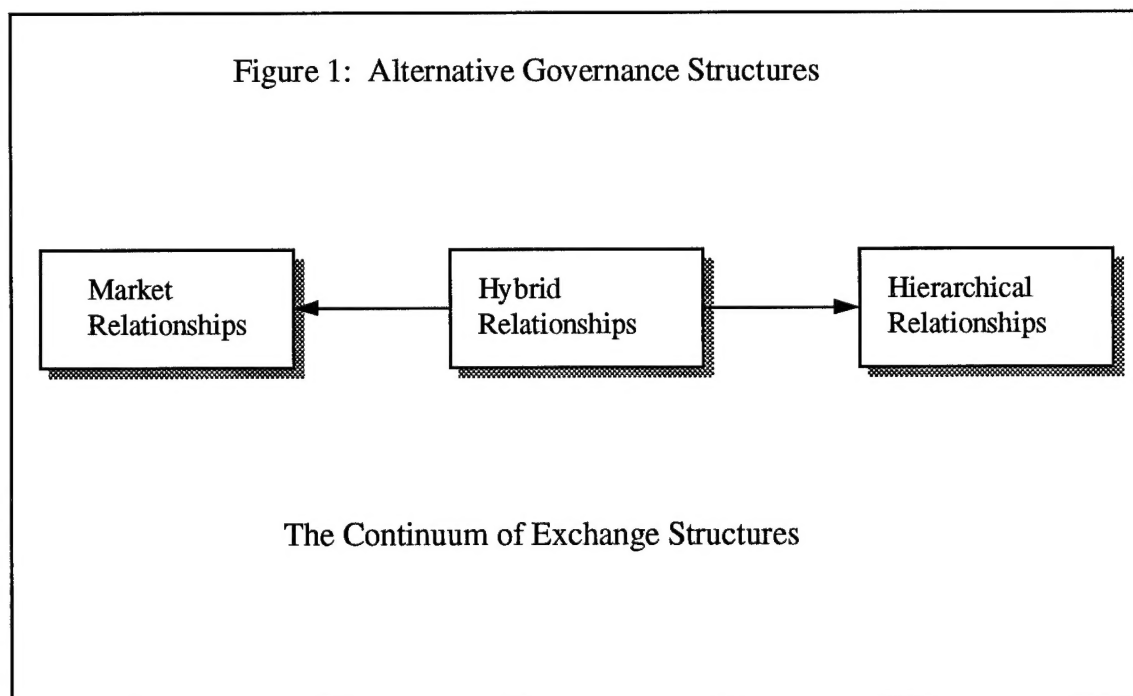 Figure 1: Alternative Governance Structures
Market
Relationships
Hybrid
Relationships
Hierarchical
Relationships
The Continuum of Exchange Structures